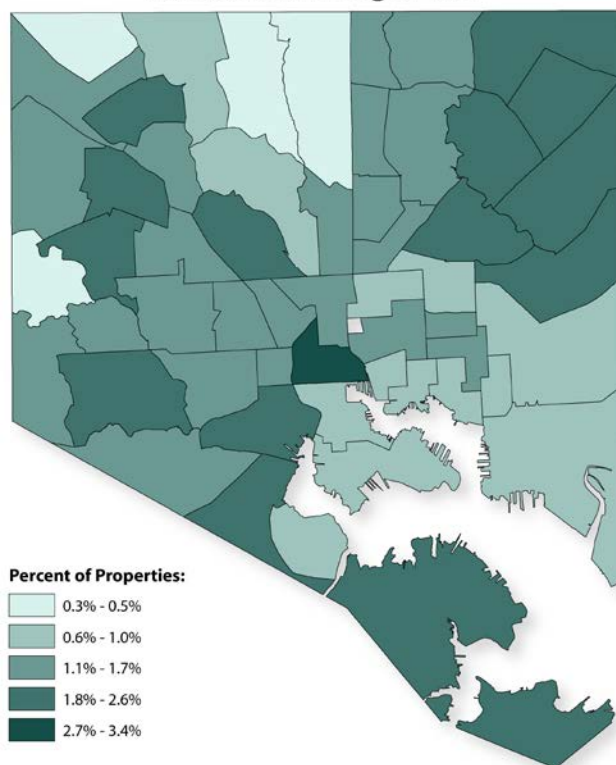 Percent of Properties:
0.3% - 0.5%
0.6% - 1.0%
1.1% - 1.7%
1.8% - 2.6%
2.7% - 3.4%